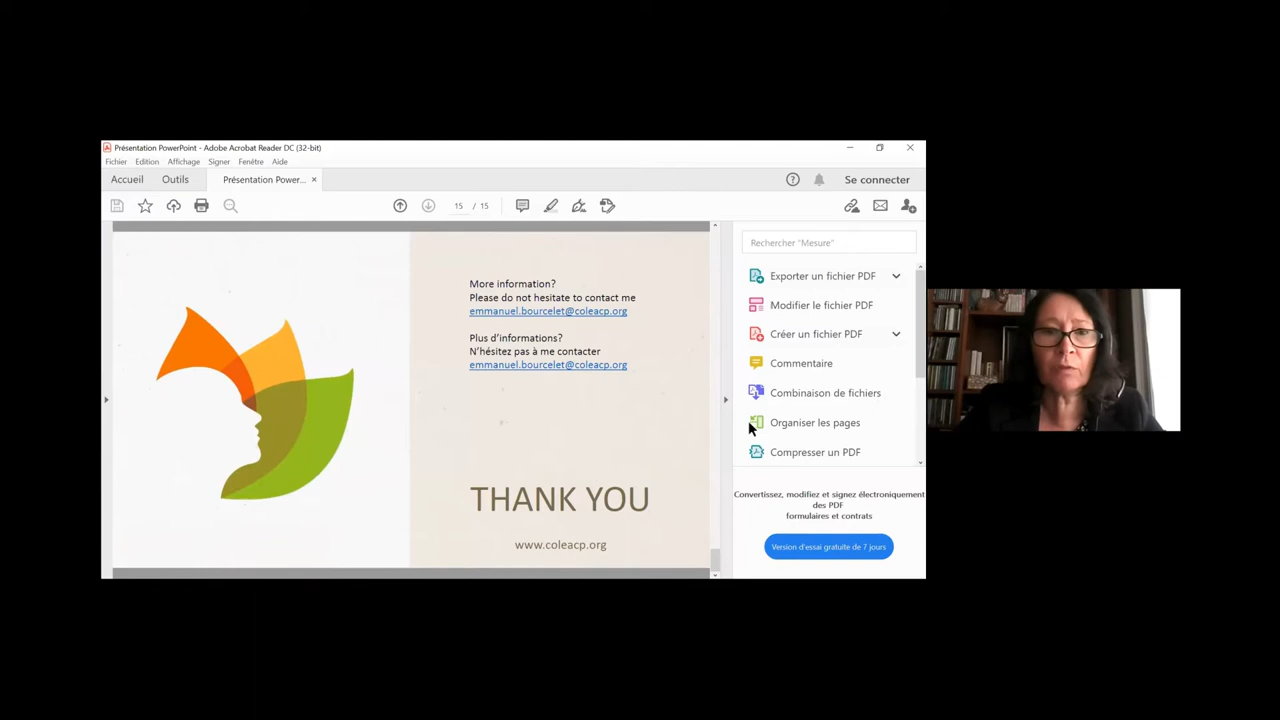 Présentation PowerPoint - Adobe Acrobat Reader DC (32-bit)
Fichier Edition Affichage Signer Fenêtre Aide
Accueil Outils Présentation Power... × Se connecter
15 / 15
Rechercher "Mesure"
More information?
Please do not hesitate to contact me
emmanuel.bourcelet@coleacp.org
Plus d'informations?
N'hésitez pas à me contacter
emmanuel.bourcelet@coleacp.org
THANK YOU
www.coleacp.org
Exporter un fichier PDF
Modifier le fichier PDF
Créer un fichier PDF
Commentaire
Combinaison de fichiers
Organiser les pages
Compresser un PDF
Convertissez, modifiez et signez électroniquement
des PDF
formulaires et contrats
Version d'essai gratuite de 7 jours